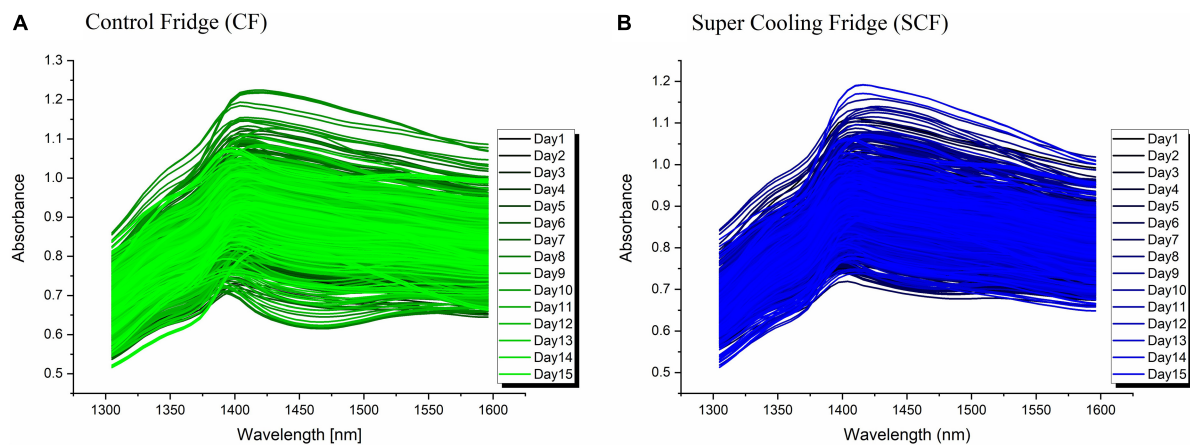 A Control Fridge (CF)
1.3
1.2
1.1
1.0
0.9
0.8
0.7
0.6
0.5
Absorbance
1300 1350 1400 1450 1500 1550 1600
Wavelength [nm]
Day1
Day2
Day3
Day4
Day5
Day6
Day7
Day8
Day9
Day10
Day11
Day12
Day13
Day14
Day15
B Super Cooling Fridge (SCF)
1.2
1.1
1.0
0.9
0.8
0.7
0.6
0.5
Absorbance
1300 1350 1400 1450 1500 1550 1600
Wavelength (nm)
Day1
Day2
Day3
Day4
Day5
Day6
Day7
Day8
Day9
Day10
Day11
Day12
Day13
Day14
Day15